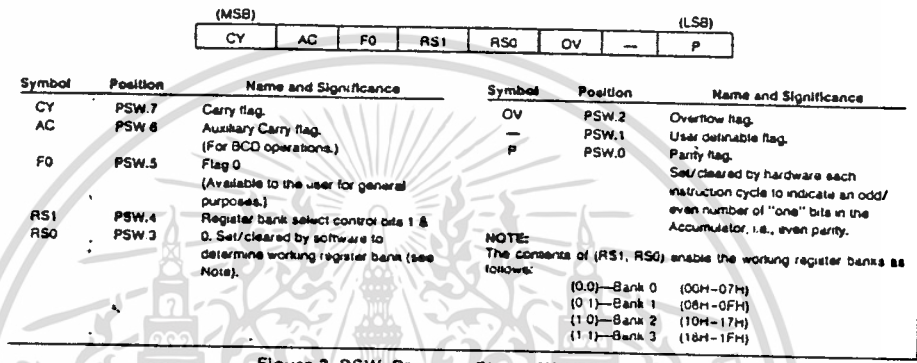 (MSB) (LSB)
CY AC F0 RS1 RS0 OV — P
Symbol Position Name and Significance
CY PSW.7 Carry flag.
AC PSW 6 Auxiliary Carry flag.
(For BCD operations.)
F0 PSW.5 Flag 0
(Available to the user for general
purposes.)
RS1 PSW.4 Register bank select control bits 1 &
RS0 PSW.3 0. Set/cleared by software to
determine working register bank (see
Note).
Symbol Position Name and Significance
OV PSW.2 Overflow flag.
— PSW.1 User definable flag.
P PSW.0 Parity flag.
Set/cleared by hardware each
instruction cycle to indicate an odd/
even number of "one" bits in the
Accumulator, i.e., even parity.
NOTE:
The contents of (RS1, RS0) enable the working register banks as
follows:
(0.0)—Bank 0 (00H-07H)
(0 1)—Bank 1 (08H-0FH)
(1 0)—Bank 2 (10H-17H)
(1 1)—Bank 3 (18H-1FH)